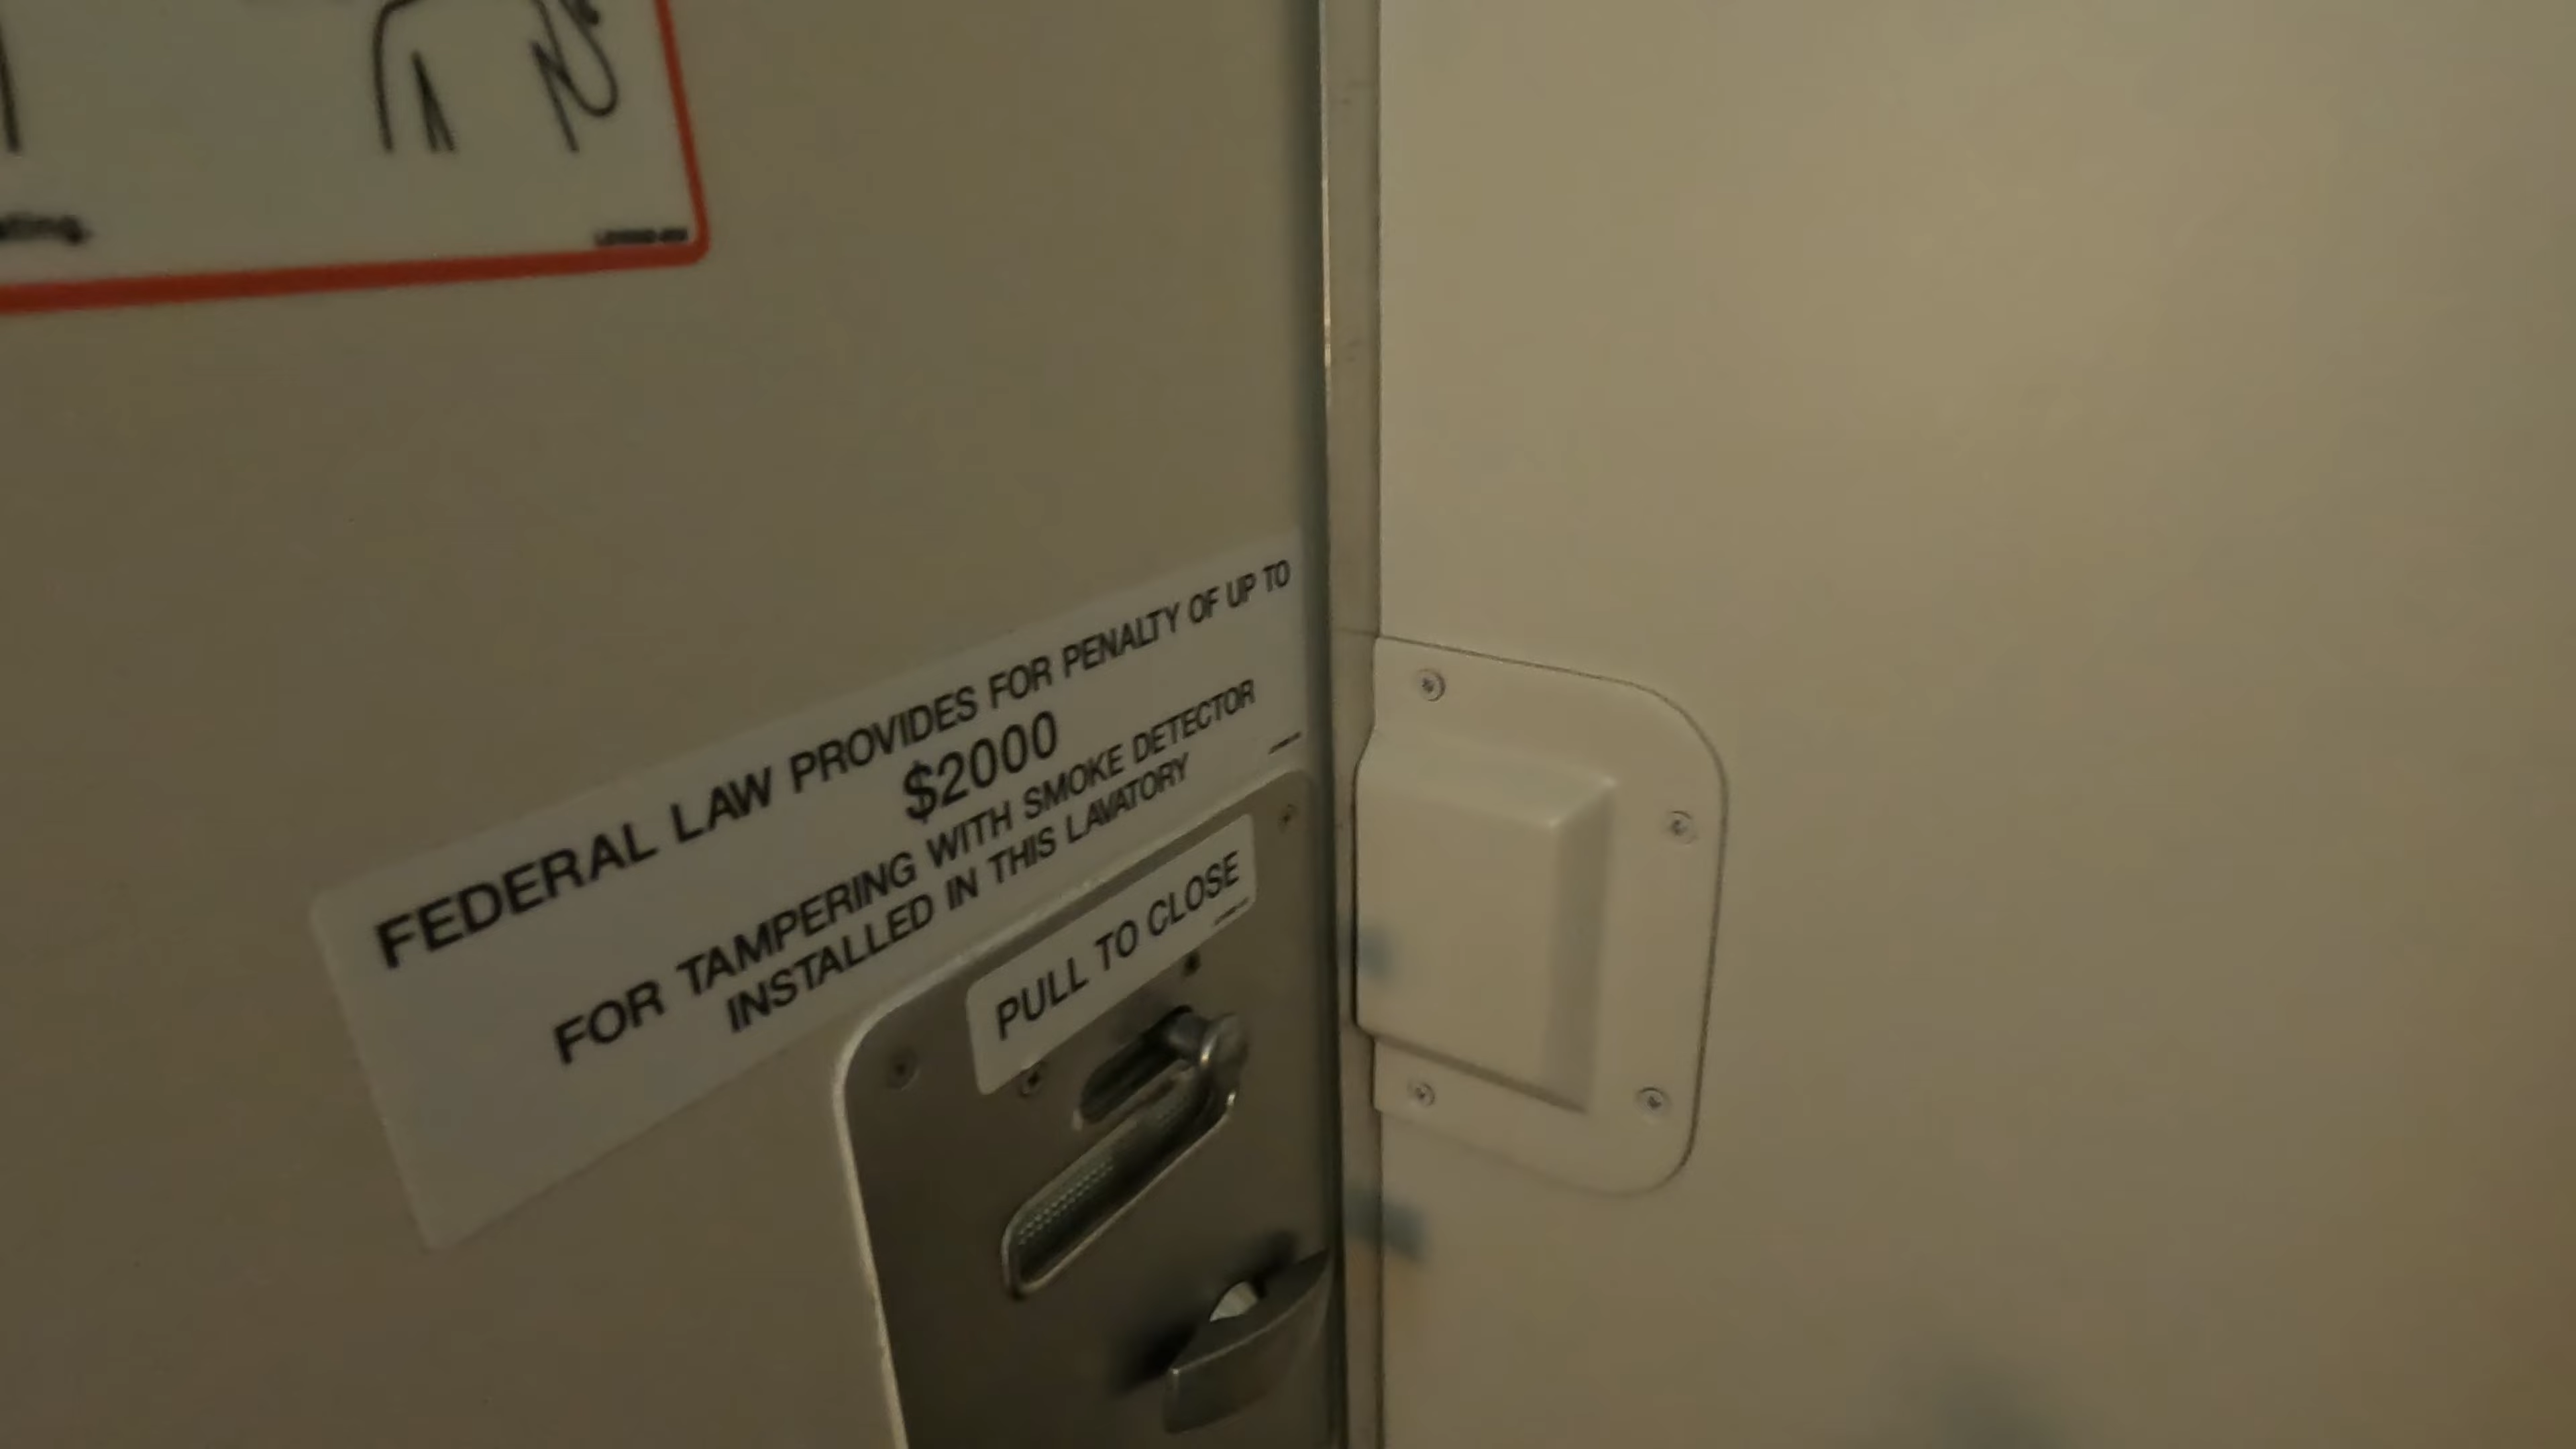 FEDERAL LAW PROVIDES FOR PENALTY OF UP TO
$2000
FOR TAMPERING WITH SMOKE DETECTOR
INSTALLED IN THIS LAVATORY
PULL TO CLOSE